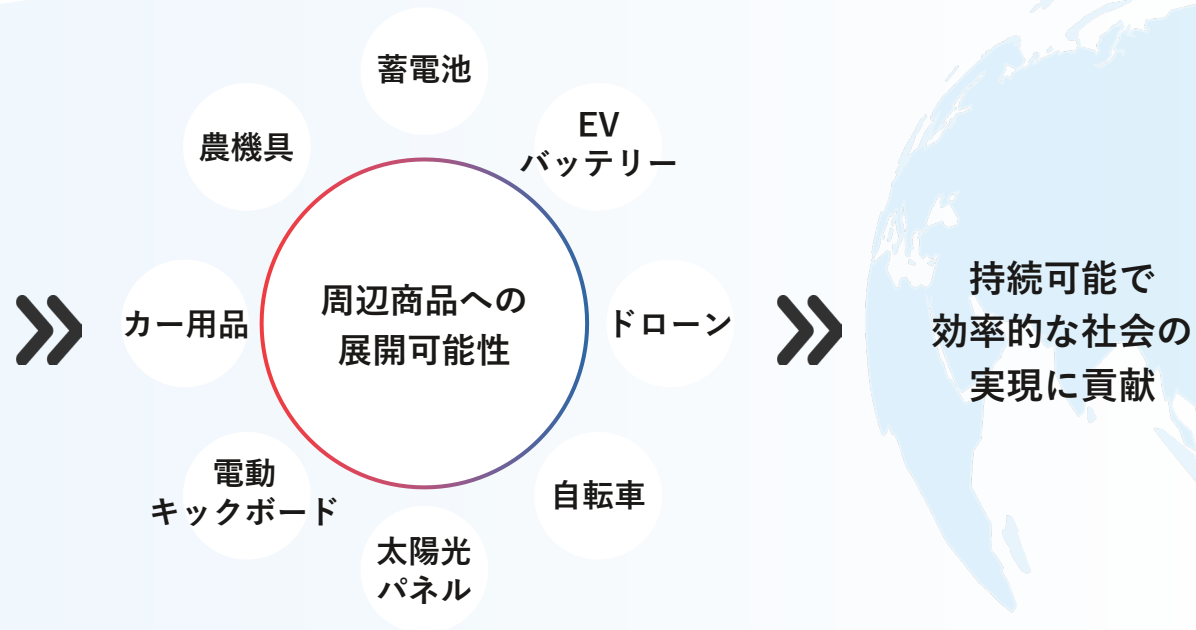 蓄電池
EV
バッテリー
農機具
周辺商品への
展開可能性
カー用品
ドローン
電動
キックボード
自転車
太陽光
パネル
持続可能で
効率的な社会の
実現に貢献